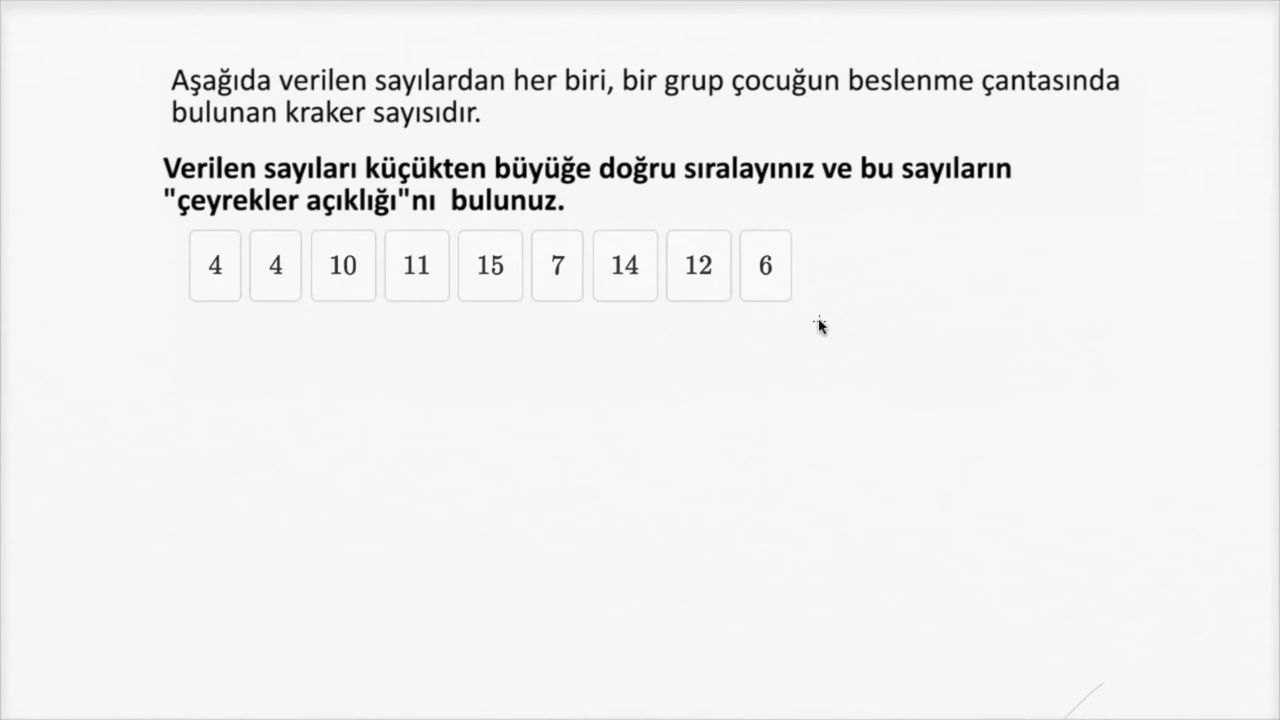 Aşağıda verilen sayılardan her biri, bir grup çocuğun beslenme çantasında
bulunan kraker sayısıdır.
Verilen sayıları küçükten büyüğe doğru sıralayınız ve bu sayıların
"çeyrekler açıklığı"nı  bulunuz.
4 4 10 11 15 7 14 12 6